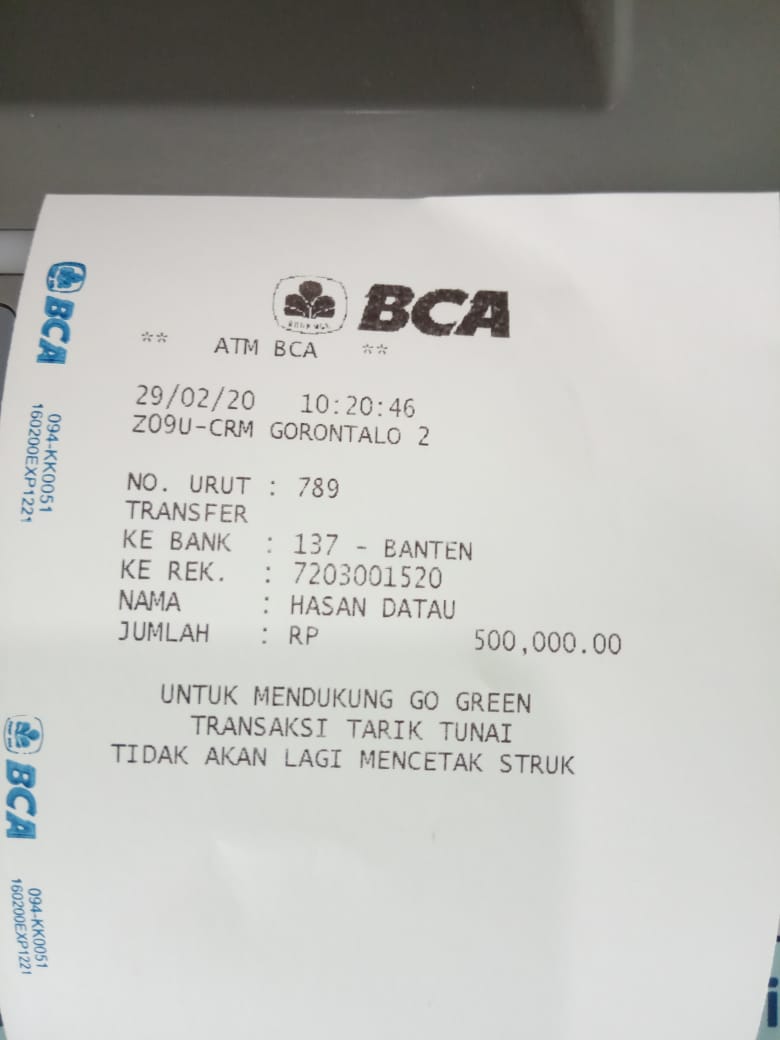 BCA
** ATM BCA **
29/02/20 10:20:46
Z09U-CRM GORONTALO 2
NO. URUT : 789
TRANSFER
KE BANK : 137 - BANTEN
KE REK. : 7203001520
NAMA : HASAN DATAU
JUMLAH : RP 500,000.00
UNTUK MENDUKUNG GO GREEN
TRANSAKSI TARIK TUNAI
TIDAK AKAN LAGI MENCETAK STRUK
BCA
094-KK0051
160200EXP1221
BCA
094-KK0051
160200EXP1221